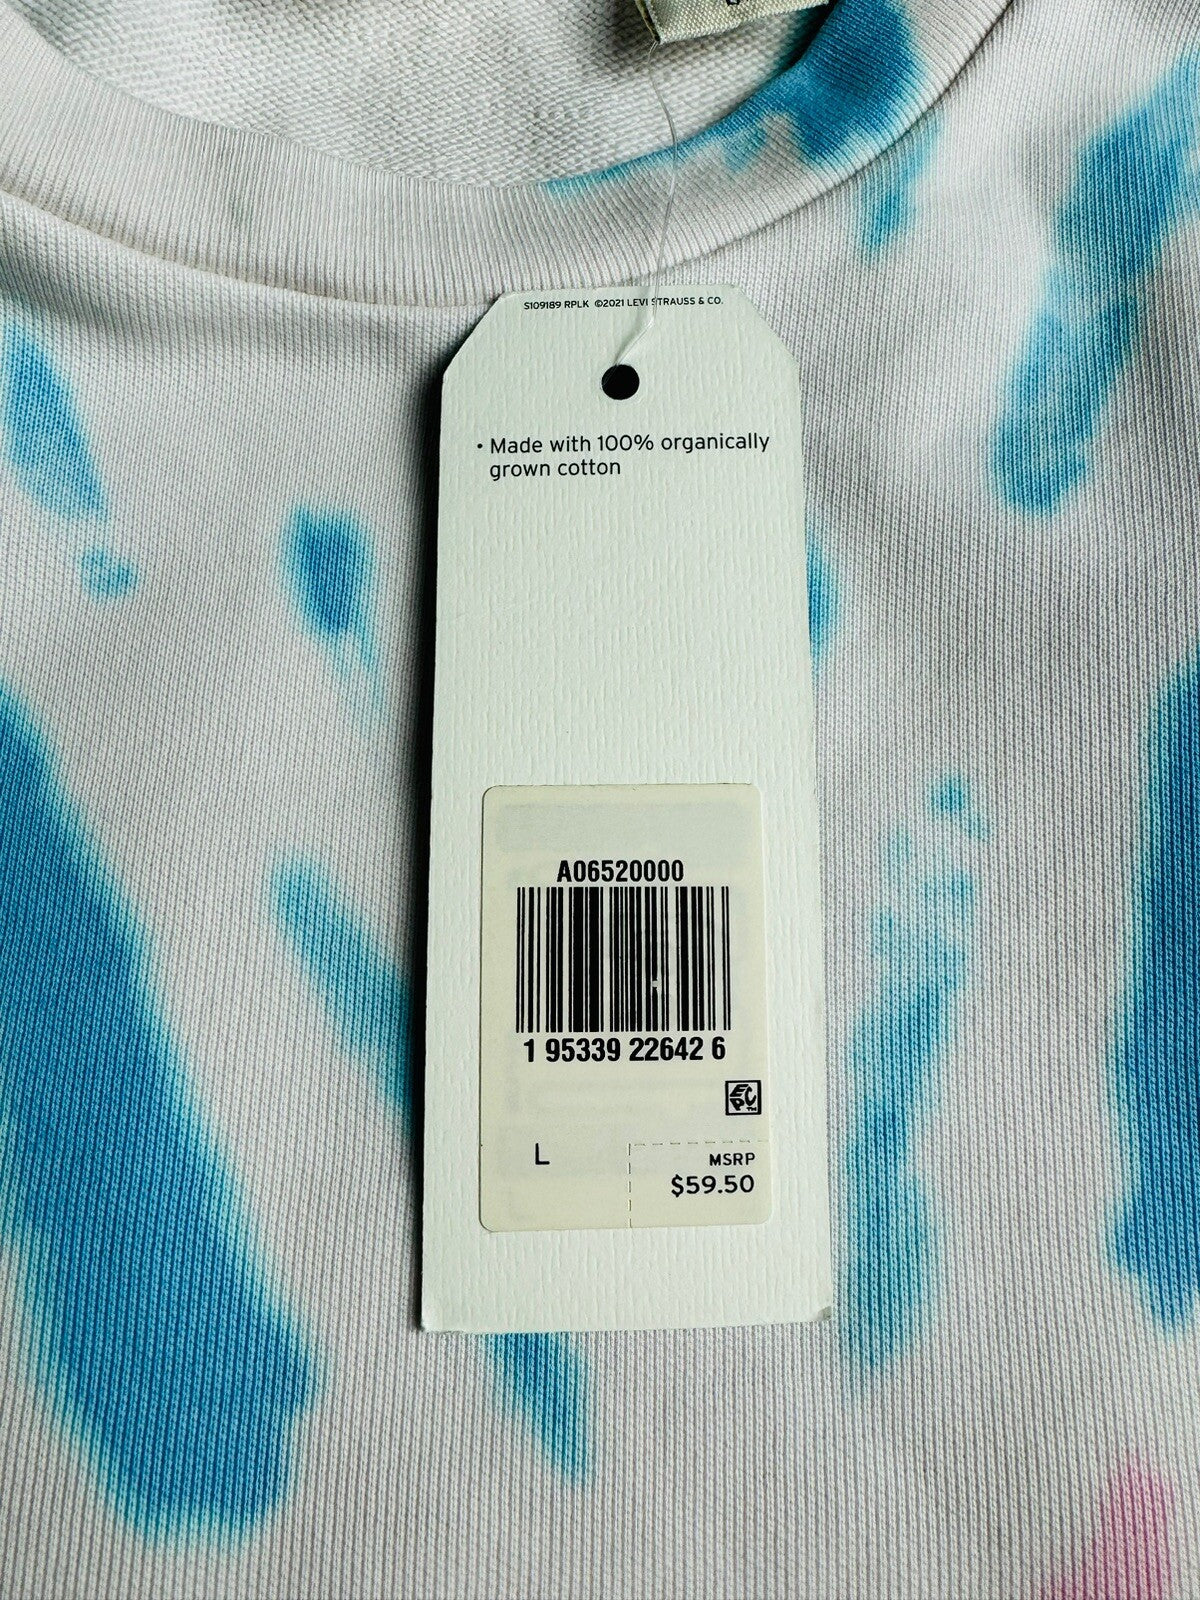 S109189 RPLK ©2021 LEVI STRAUSS & CO.
• Made with 100% organically
grown cotton
A06520000
1 95339 22642 6
EPC™
L
MSRP
$59.50